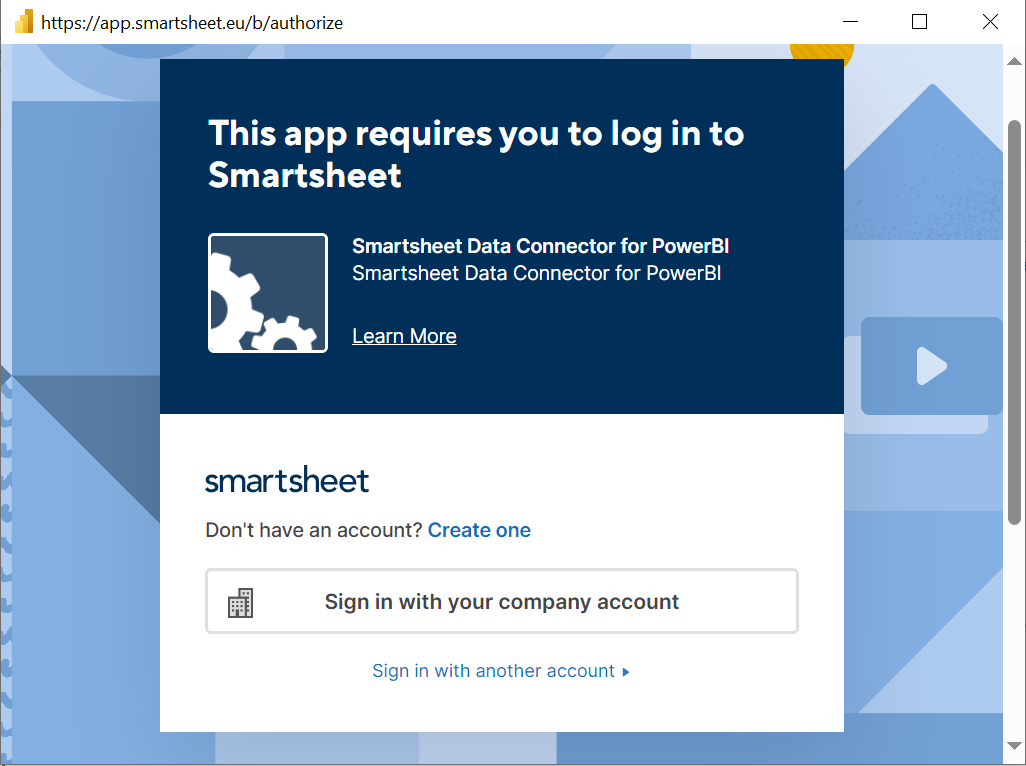 https://app.smartsheet.eu/b/authorize
This app requires you to log in to
Smartsheet
Smartsheet Data Connector for PowerBI
Smartsheet Data Connector for PowerBI
Learn More
smartsheet
Don't have an account? Create one
Sign in with your company account
Sign in with another account